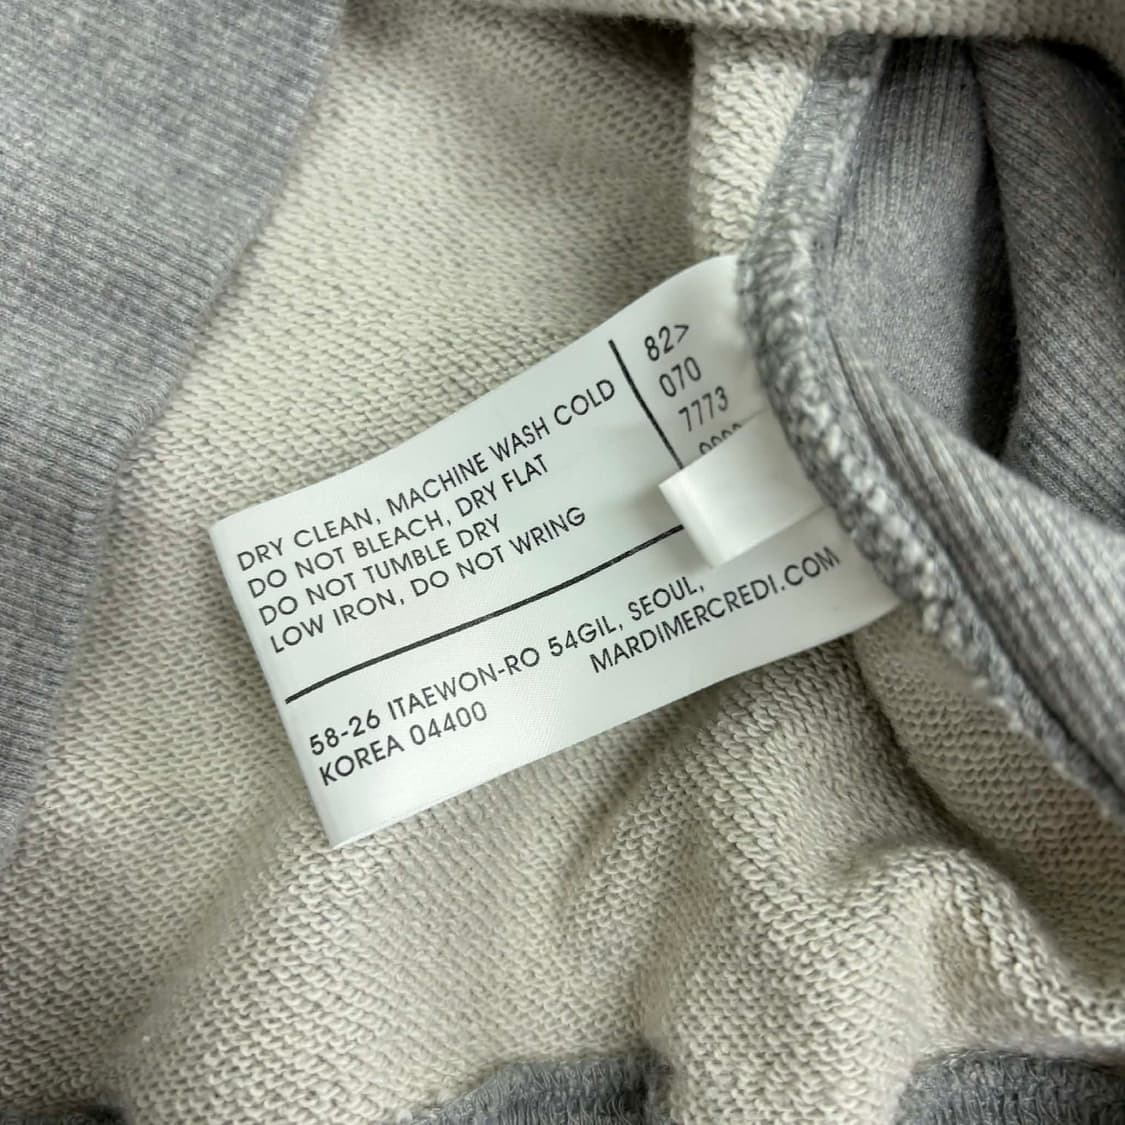 DRY CLEAN, MACHINE WASH COLD
DO NOT BLEACH, DRY FLAT
DO NOT TUMBLE DRY
LOW IRON, DO NOT WRING
82>
070
7773
58-26 ITAEWON-RO 54GIL, SEOUL,
KOREA 04400
MARDIMERCREDI.COM